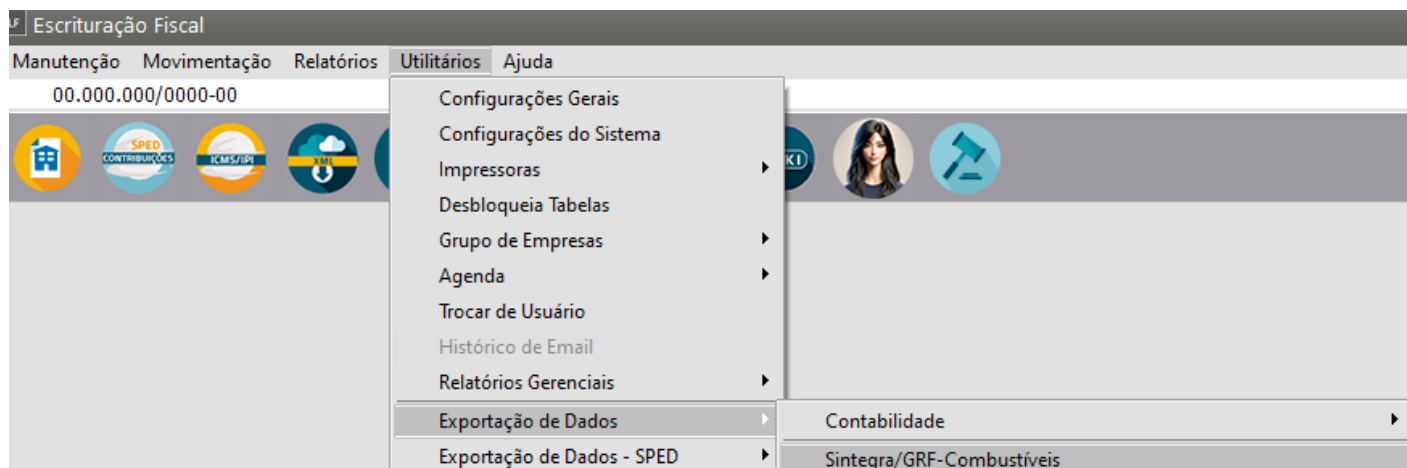 LF Escrituração Fiscal
Manutenção Movimentação Relatórios Utilitários Ajuda
00.000.000/0000-00
SPED CONTRIBUIÇÕES
ICMS/IPI
XML
KI
Configurações Gerais
Configurações do Sistema
Impressoras
Desbloqueia Tabelas
Grupo de Empresas
Agenda
Trocar de Usuário
Histórico de Email
Relatórios Gerenciais
Exportação de Dados
Contabilidade
Exportação de Dados - SPED
Sintegra/GRF-Combustíveis